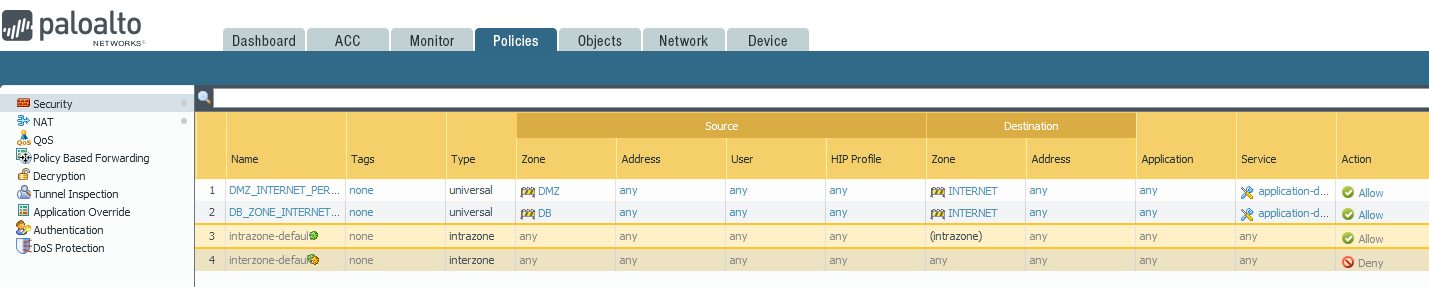 paloalto
NETWORKS®
Dashboard ACC Monitor Policies Objects Network Device
Security
NAT
QoS
Policy Based Forwarding
Decryption
Tunnel Inspection
Application Override
Authentication
DoS Protection
Source Destination
Name Tags Type Zone Address User HIP Profile Zone Address Application Service Action
1 DMZ_INTERNET_PER... none universal DMZ any any any INTERNET any any application-d... Allow
2 DB_ZONE_INTERNET... none universal DB any any any INTERNET any any application-d... Allow
3 intrazone-defaul none intrazone any any any any (intrazone) any any any Allow
4 interzone-defaul none interzone any any any any any any any any Deny